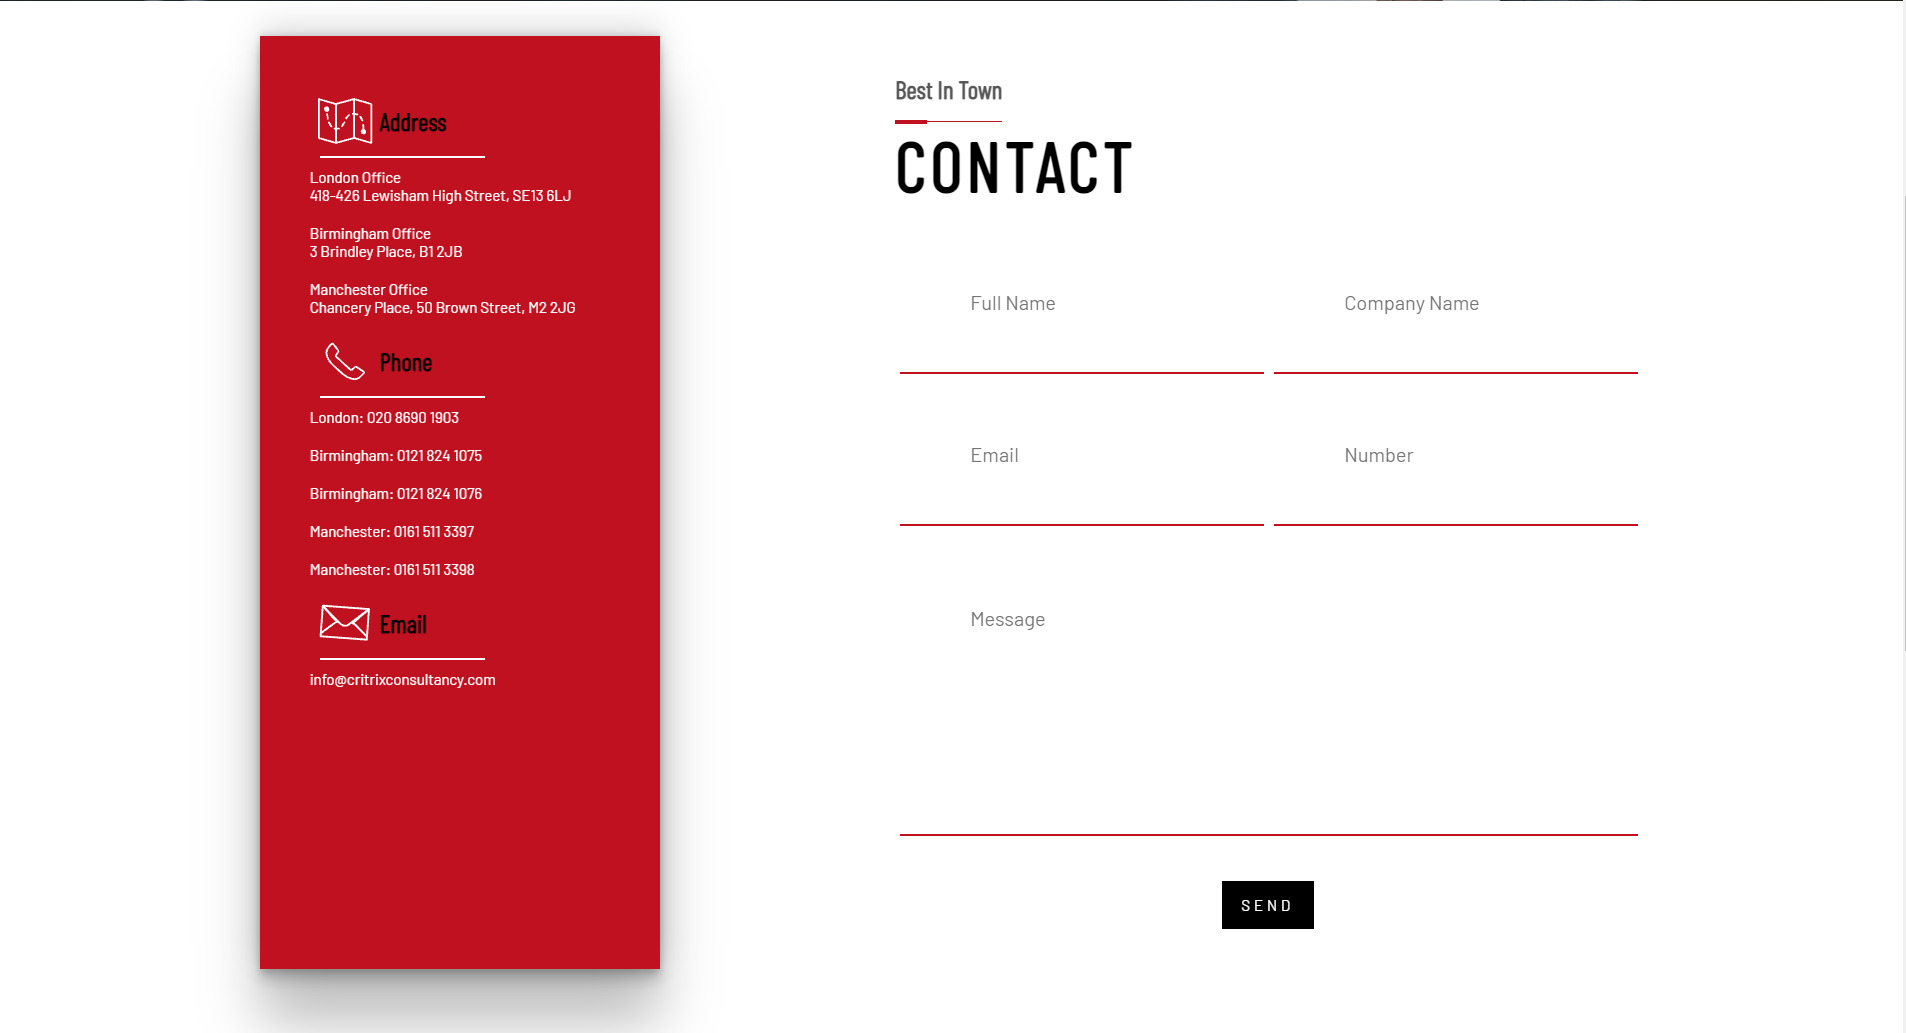 Address
London Office
418-426 Lewisham High Street, SE13 6LJ
Birmingham Office
3 Brindley Place, B1 2JB
Manchester Office
Chancery Place, 50 Brown Street, M2 2JG
Phone
London: 020 8690 1903
Birmingham: 0121 824 1075
Birmingham: 0121 824 1076
Manchester: 0161 511 3397
Manchester: 0161 511 3398
Email
info@critrixconsultancy.com
Best In Town
CONTACT
Full Name
Company Name
Email
Number
Message
SEND